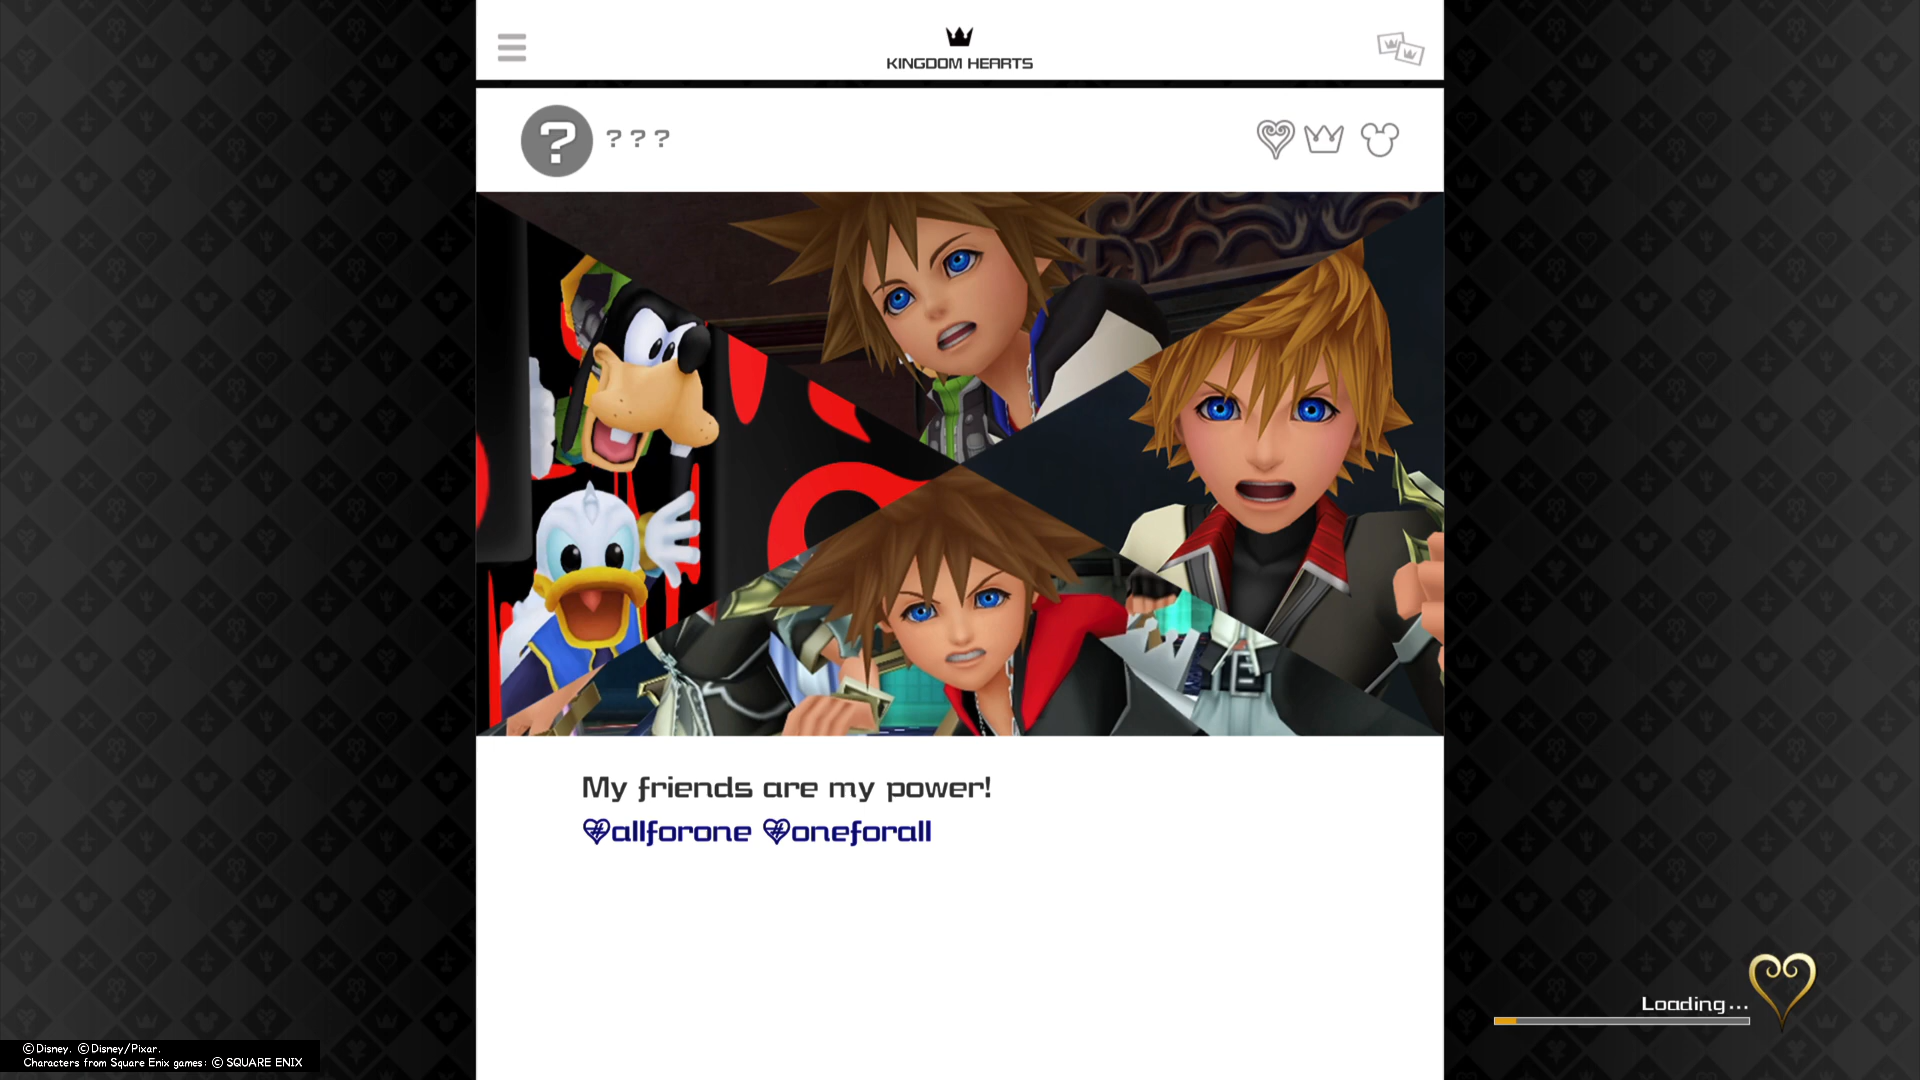 KINGDOM HEARTS
?
? ? ?
My friends are my power!
#allforone #oneforall
Loading...
©Disney. ©Disney/Pixar.
Characters from Square Enix games: © SQUARE ENIX